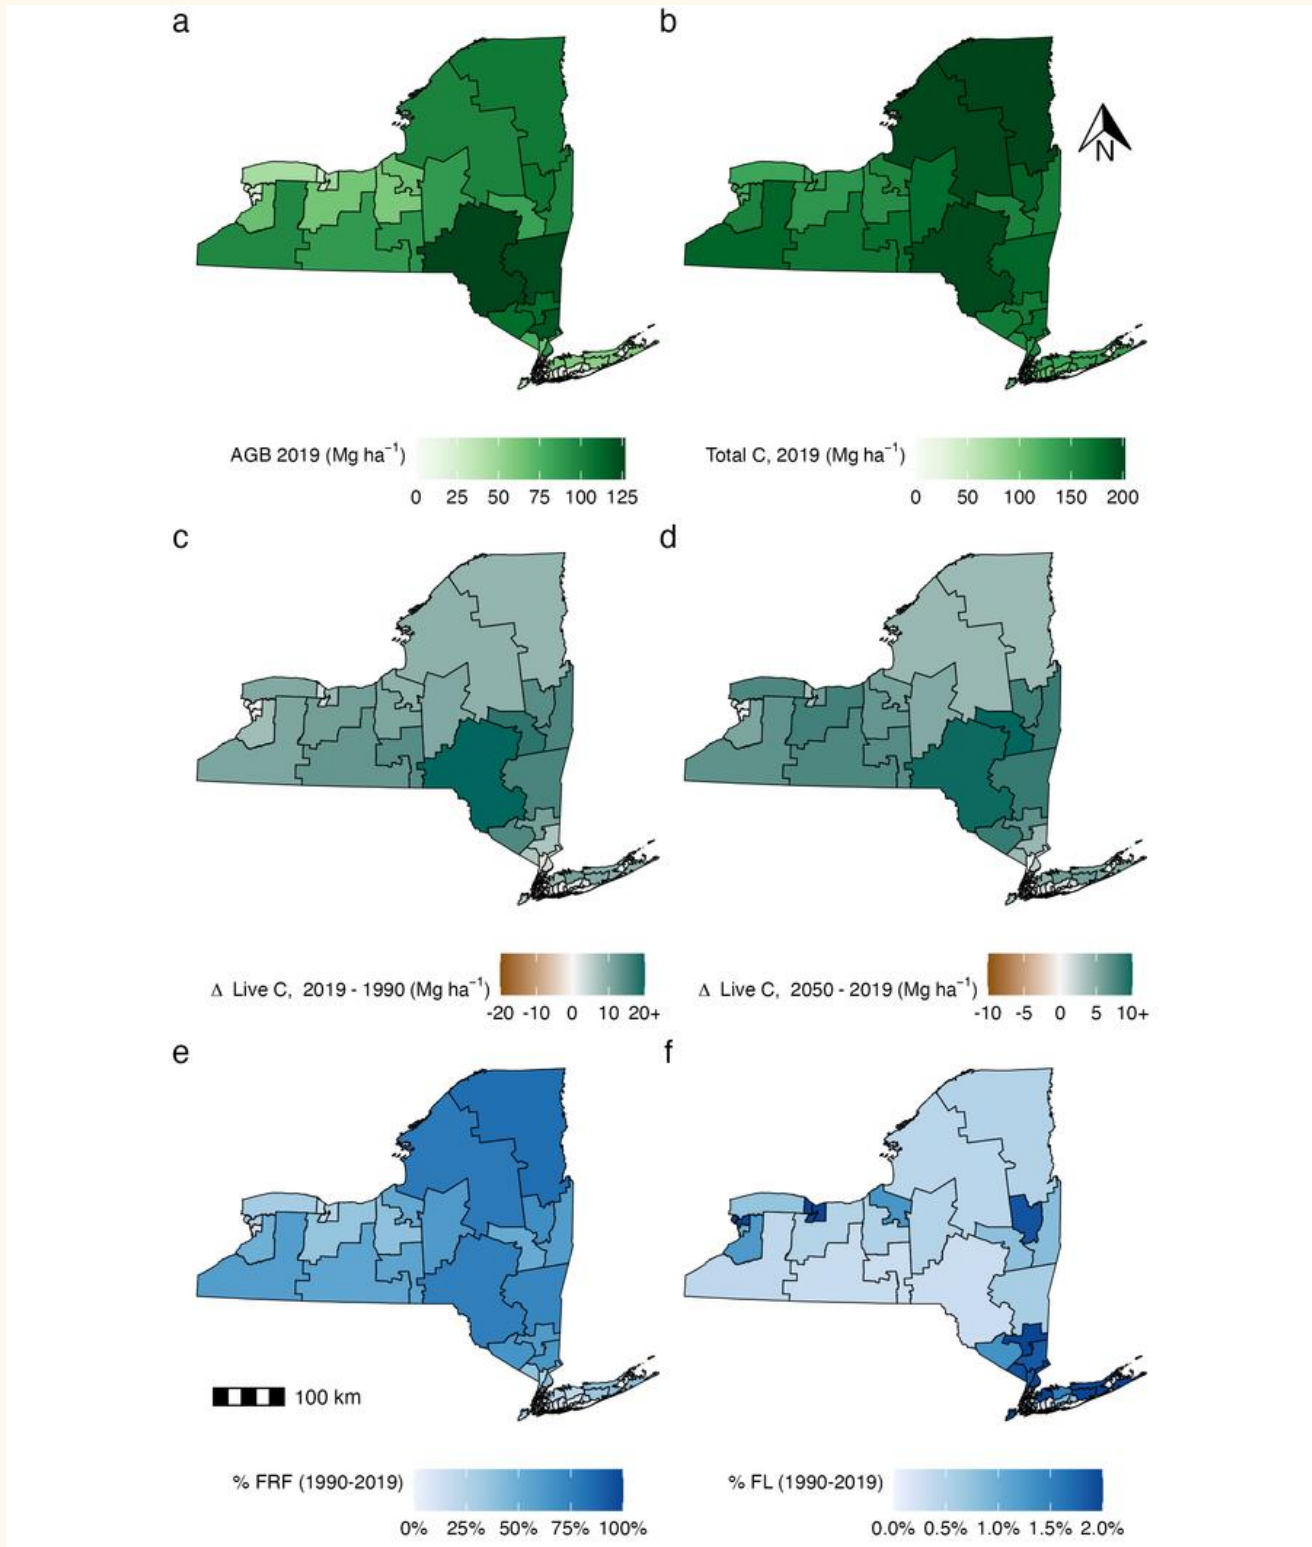 a
b
N
AGB 2019 (Mg ha⁻¹)
0 25 50 75 100 125
Total C, 2019 (Mg ha⁻¹)
0 50 100 150 200
c
d
Δ Live C, 2019 - 1990 (Mg ha⁻¹)
-20 -10 0 10 20+
Δ Live C, 2050 - 2019 (Mg ha⁻¹)
-10 -5 0 5 10+
e
f
100 km
% FRF (1990-2019)
0% 25% 50% 75% 100%
% FL (1990-2019)
0.0% 0.5% 1.0% 1.5% 2.0%